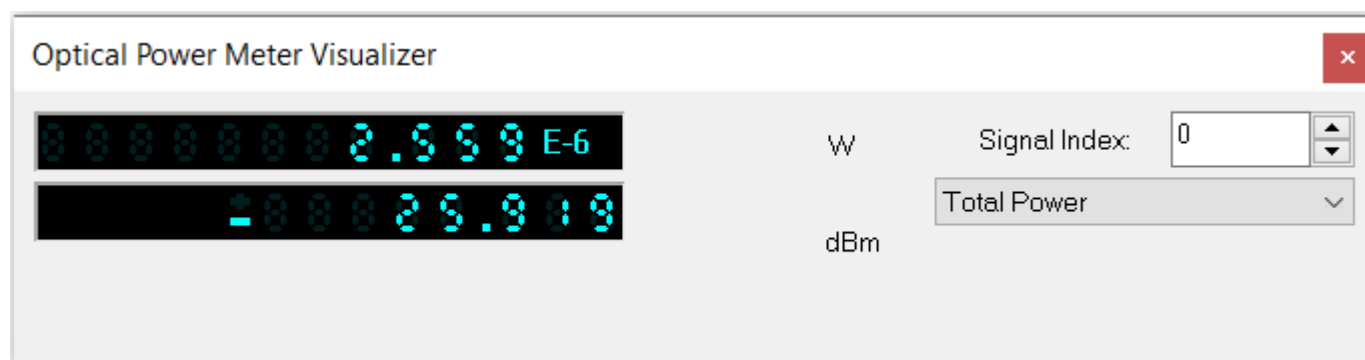 Optical Power Meter Visualizer
2.559 E-6 W
Signal Index: 0
- 25.919 dBm
Total Power